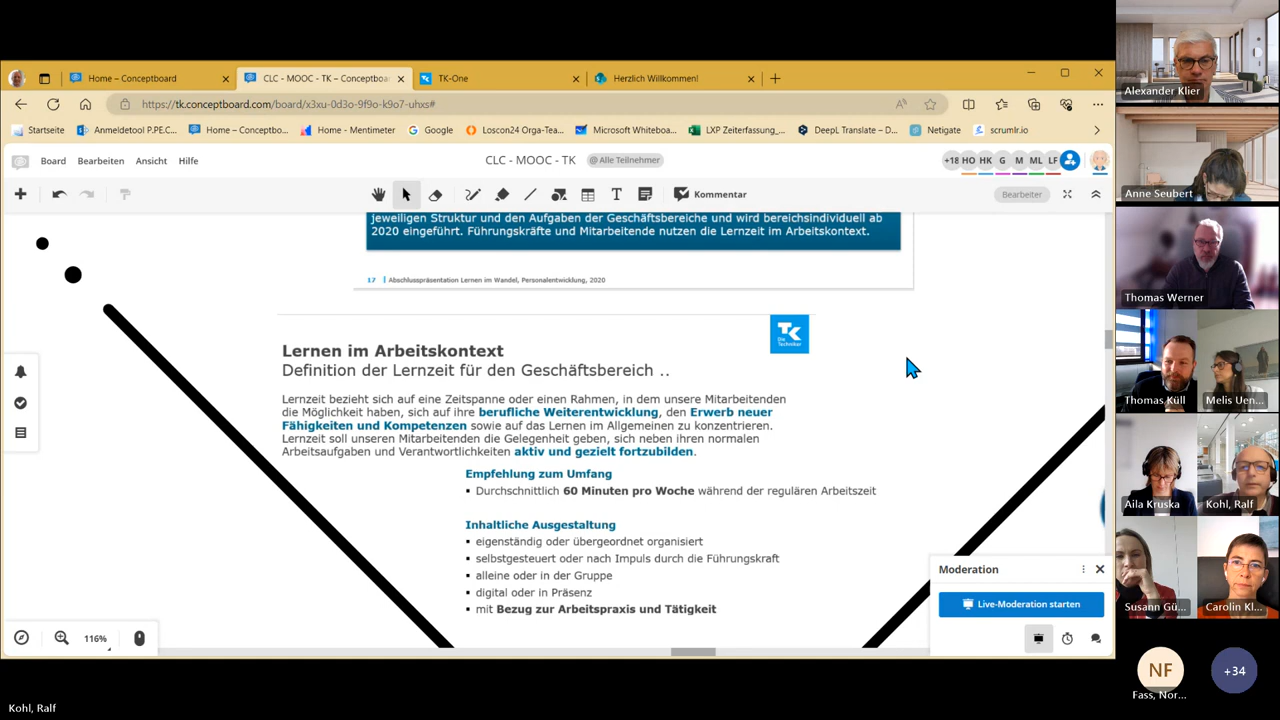 Home – Conceptboard
CLC - MOOC - TK – Conceptboa
TK-One
Herzlich Willkommen!
https://tk.conceptboard.com/board/x3xu-0d3o-9f9o-k9o7-uhxs#
Startseite
Anmeldetool P.PE.C...
Home – Conceptbo...
Home - Mentimeter
Google
Loscon24 Orga-Tea...
Microsoft Whiteboa...
LXP Zeiterfassung_...
DeepL Translate – D...
Netigate
scrumlr.io
Board
Bearbeiten
Ansicht
Hilfe
CLC - MOOC - TK
@ Alle Teilnehmer
+18 HO HK G M ML LF
Kommentar
Bearbeiter
jeweiligen Struktur und den Aufgaben der Geschäftsbereiche und wird bereichsindividuell ab
2020 eingeführt. Führungskräfte und Mitarbeitende nutzen die Lernzeit im Arbeitskontext.
17 Abschlusspräsentation Lernen im Wandel, Personalentwicklung, 2020
TK
Die
Techniker
Lernen im Arbeitskontext
Definition der Lernzeit für den Geschäftsbereich ..
Lernzeit bezieht sich auf eine Zeitspanne oder einen Rahmen, in dem unsere Mitarbeitenden
die Möglichkeit haben, sich auf ihre berufliche Weiterentwicklung, den Erwerb neuer
Fähigkeiten und Kompetenzen sowie auf das Lernen im Allgemeinen zu konzentrieren.
Lernzeit soll unseren Mitarbeitenden die Gelegenheit geben, sich neben ihren normalen
Arbeitsaufgaben und Verantwortlichkeiten aktiv und gezielt fortzubilden.
Empfehlung zum Umfang
▪ Durchschnittlich 60 Minuten pro Woche während der regulären Arbeitszeit
Inhaltliche Ausgestaltung
▪ eigenständig oder übergeordnet organisiert
▪ selbstgesteuert oder nach Impuls durch die Führungskraft
▪ alleine oder in der Gruppe
▪ digital oder in Präsenz
▪ mit Bezug zur Arbeitspraxis und Tätigkeit
Moderation
Live-Moderation starten
116%
Kohl, Ralf
Alexander Klier
Anne Seubert
Thomas Werner
Thomas Küll
Melis Uen...
Aila Kruska
Kohl, Ralf
Susann Gü...
Carolin Kl...
NF
Fass, Nor...
+34